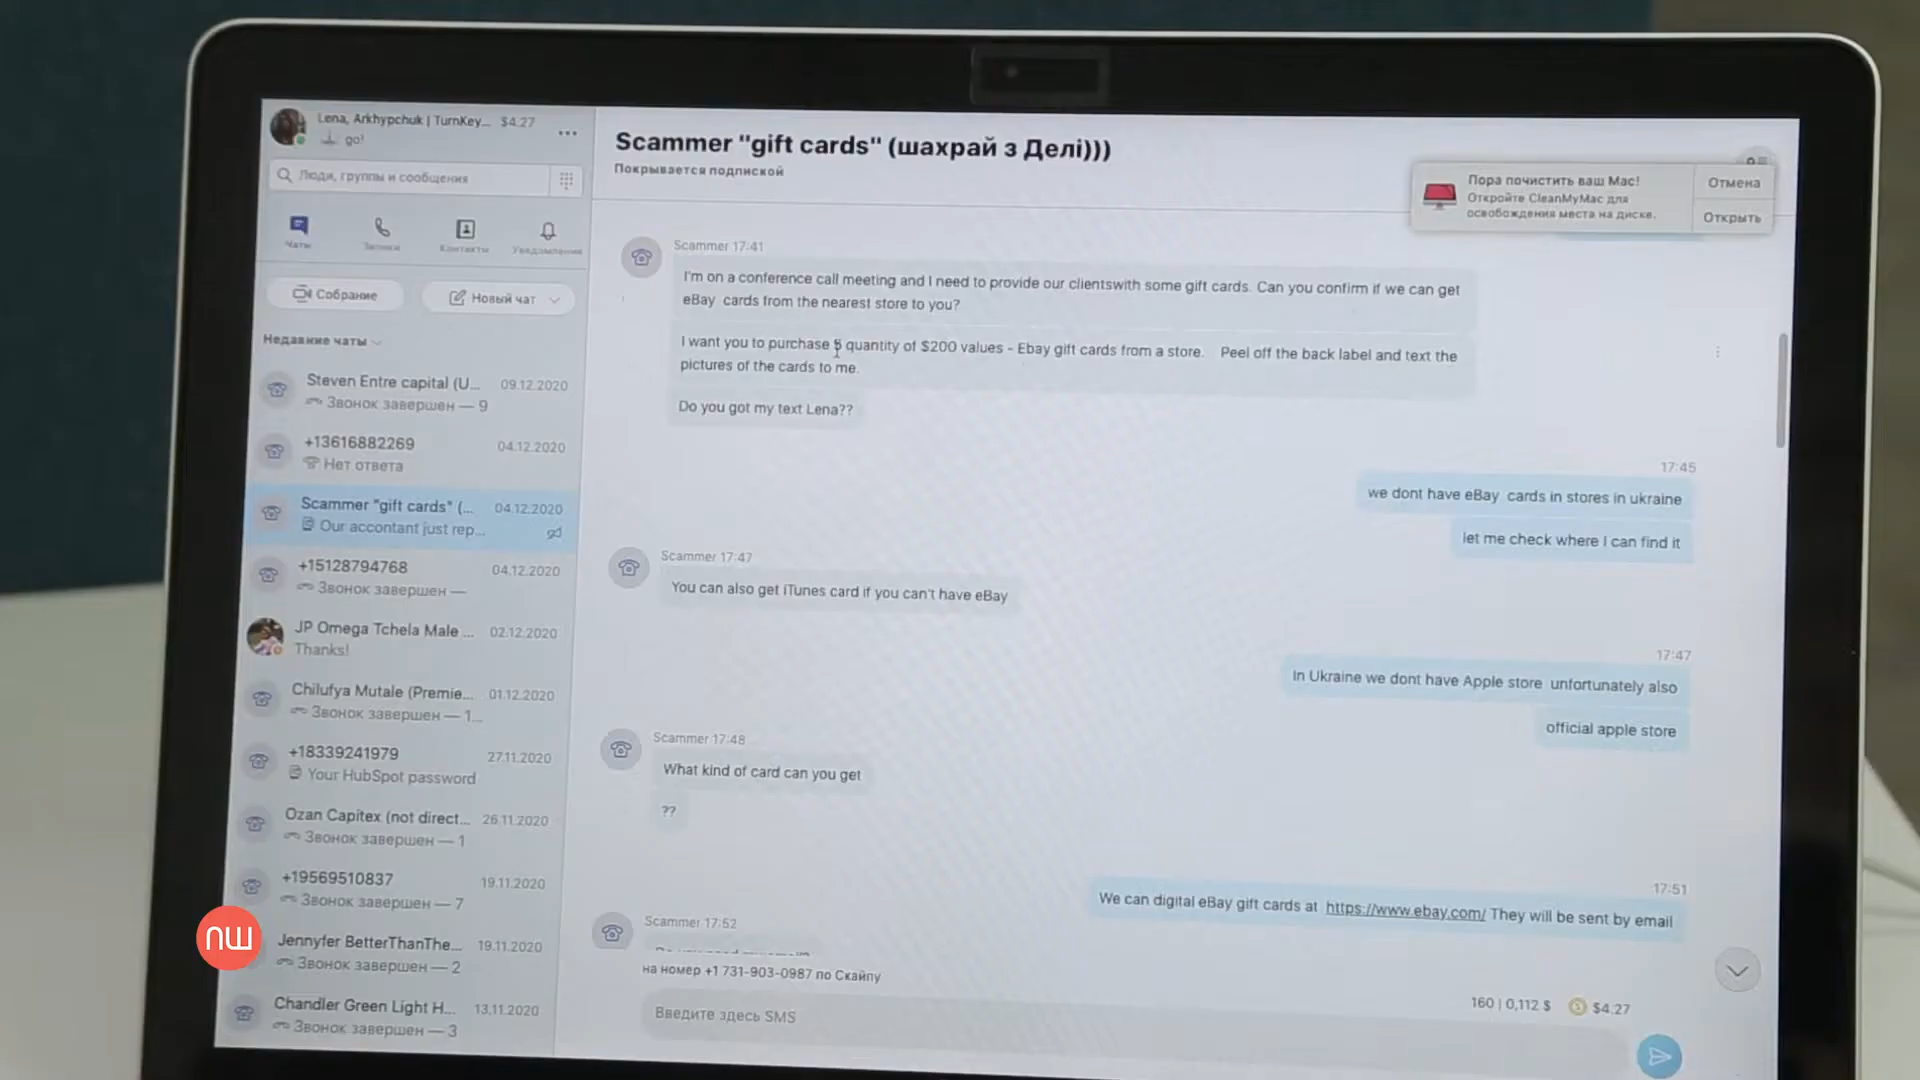 Lena, Arkhypchuk | TurnKey... $4.27
go!
Люди, группы и сообщения
Чаты Звонки Контакты Уведомления
Собрание Новый чат
Недавние чаты
Steven Entre capital (U... 09.12.2020
Звонок завершен — 9
+13616882269 04.12.2020
Нет ответа
Scammer "gift cards" (... 04.12.2020
Our accontant just rep...
+15128794768 04.12.2020
Звонок завершен —
JP Omega Tchela Male ... 02.12.2020
Thanks!
Chilufya Mutale (Premie... 01.12.2020
Звонок завершен — 1...
+18339241979 27.11.2020
Your HubSpot password
Ozan Capitex (not direct... 26.11.2020
Звонок завершен — 1
+19569510837 19.11.2020
Звонок завершен — 7
Jennyfer BetterThanThe... 19.11.2020
Звонок завершен — 2
Chandler Green Light H... 13.11.2020
Звонок завершен — 3
nw
Scammer "gift cards" (шахрай з Делі)))
Покрывается подпиской
Пора почистить ваш Mac!
Откройте CleanMyMac для
освобождения места на диске.
Отмена
Открыть
Scammer 17:41
I'm on a conference call meeting and I need to provide our clientswith some gift cards. Can you confirm if we can get
eBay cards from the nearest store to you?
I want you to purchase 5 quantity of $200 values - Ebay gift cards from a store. Peel off the back label and text the
pictures of the cards to me.
Do you got my text Lena??
17:45
we dont have eBay cards in stores in ukraine
let me check where I can find it
Scammer 17:47
You can also get iTunes card if you can't have eBay
17:47
In Ukraine we dont have Apple store unfortunately also
official apple store
Scammer 17:48
What kind of card can you get
??
17:51
We can digital eBay gift cards at https://www.ebay.com/ They will be sent by email
Scammer 17:52
на номер +1 731-903-0987 по Скайпу
160 | 0,112 $ $4.27
Введите здесь SMS